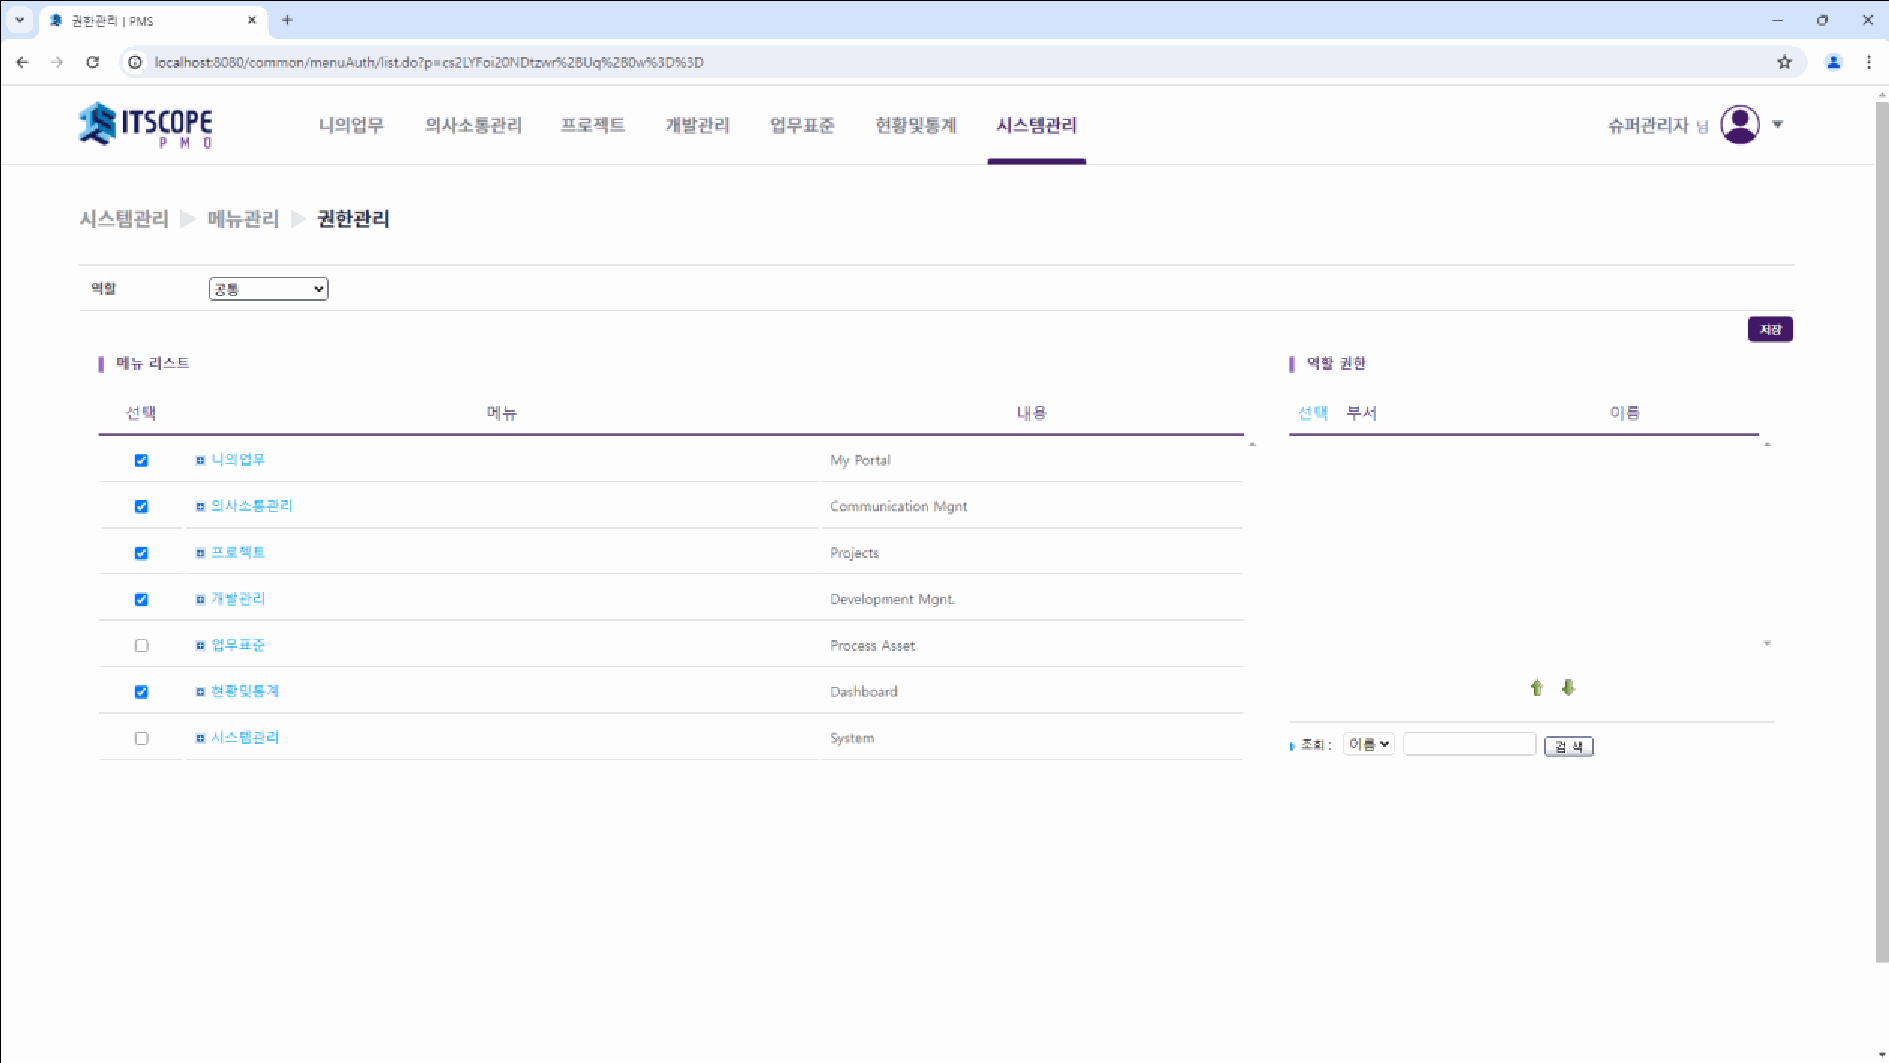 권한관리 | PMS
localhost:8080/common/menuAuth/list.do?p=cs2LYFoi20NDtzwr%2BUq%2B0w%3D%3D
ITSCOPE
PMO
나의업무 의사소통관리 프로젝트 개발관리 업무표준 현황및통계 시스템관리
슈퍼관리자 님
시스템관리 메뉴관리 권한관리
역할 공통
저장
메뉴 리스트
선택 메뉴 내용
나의업무 My Portal
의사소통관리 Communication Mgnt
프로젝트 Projects
개발관리 Development Mgnt.
업무표준 Process Asset
현황및통계 Dashboard
시스템관리 System
역할 권한
선택 부서 이름
조회 : 이름 검 색